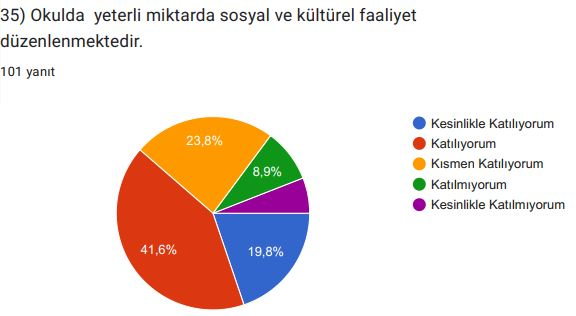 35) Okulda  yeterli miktarda sosyal ve kültürel faaliyet
düzenlenmektedir.
101 yanıt
23,8%
8,9%
41,6%
19,8%
Kesinlikle Katılıyorum
Katılıyorum
Kısmen Katılıyorum
Katılmıyorum
Kesinlikle Katılmıyorum